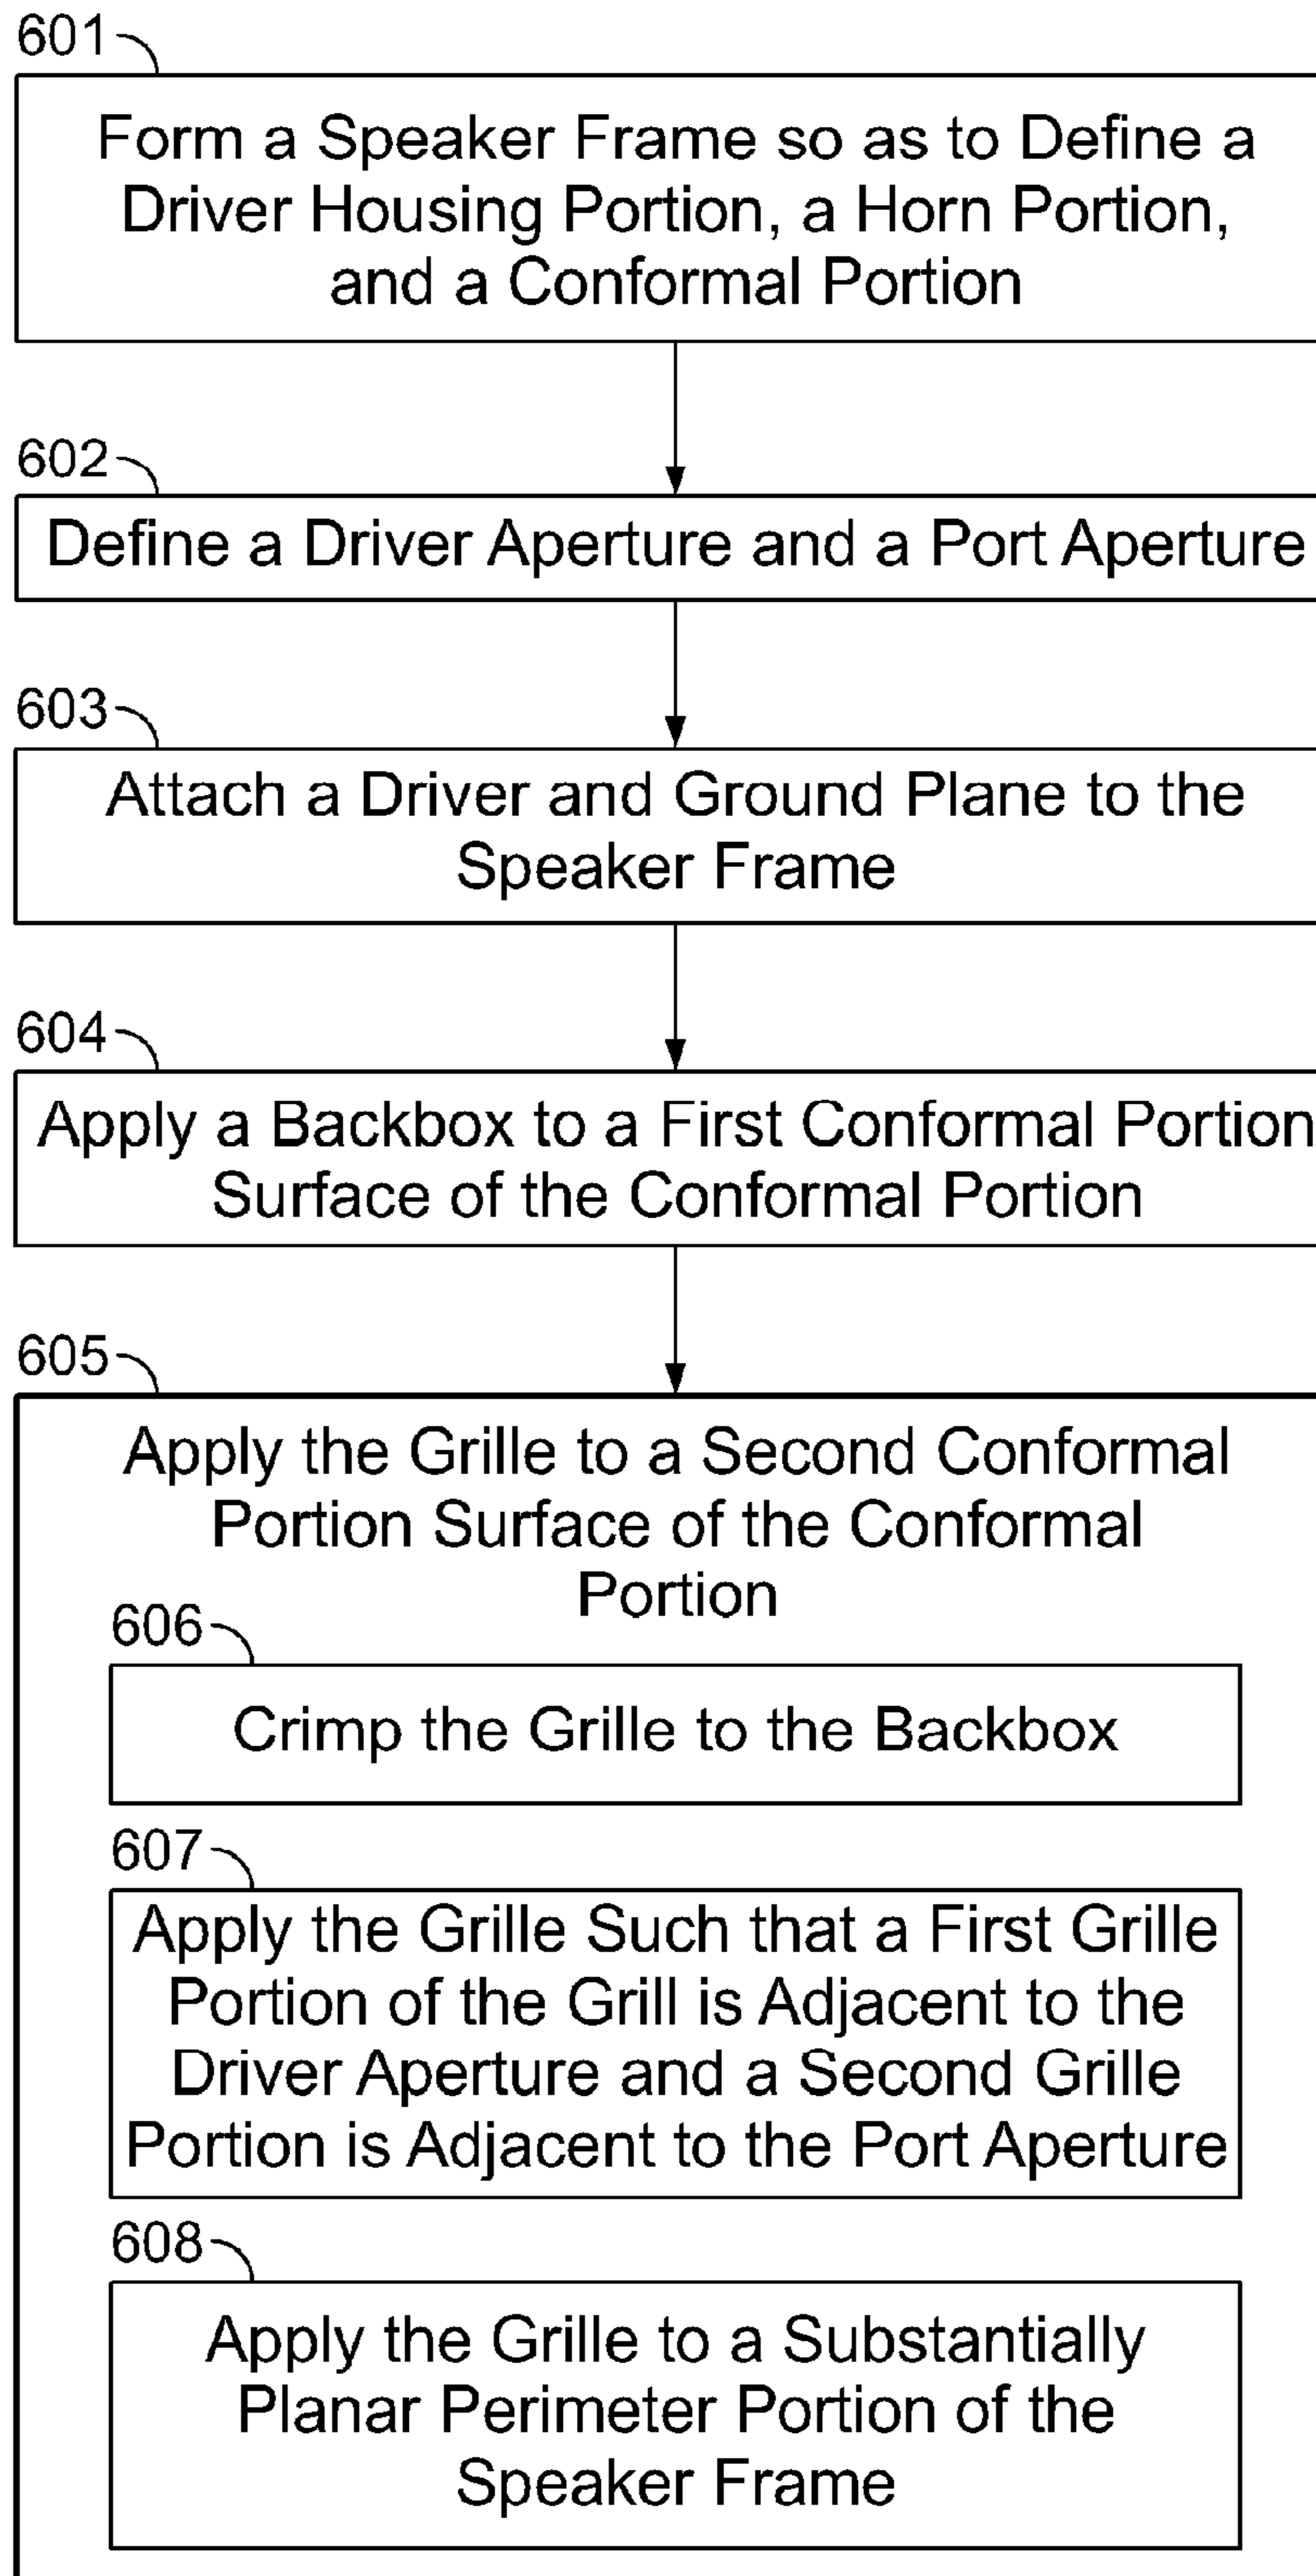 601
Form a Speaker Frame so as to Define a
Driver Housing Portion, a Horn Portion,
and a Conformal Portion
602
Define a Driver Aperture and a Port Aperture
603
Attach a Driver and Ground Plane to the
Speaker Frame
604
Apply a Backbox to a First Conformal Portion
Surface of the Conformal Portion
605
Apply the Grille to a Second Conformal
Portion Surface of the Conformal
Portion
606
Crimp the Grille to the Backbox
607
Apply the Grille Such that a First Grille
Portion of the Grill is Adjacent to the
Driver Aperture and a Second Grille
Portion is Adjacent to the Port Aperture
608
Apply the Grille to a Substantially
Planar Perimeter Portion of the
Speaker Frame